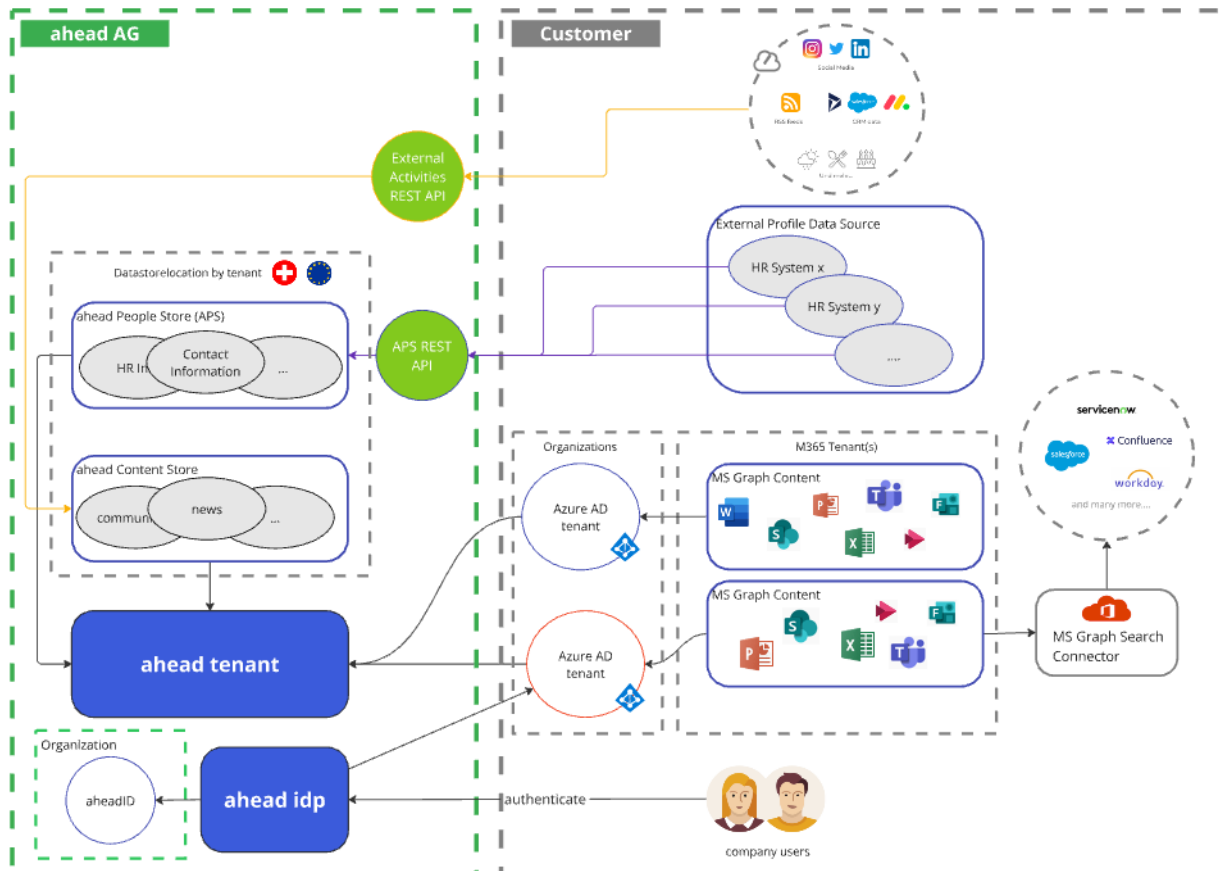 ahead AG
Customer
Social Media
RSS feeds
salesforce
CRM data
External
Activities
REST API
External Profile Data Source
HR System x
HR System y
....
Datastorelocation by tenant
ahead People Store (APS)
HR In
Contact
Information
...
APS REST
API
ahead Content Store
communi
news
...
Organizations
Azure AD
tenant
Azure AD
tenant
M365 Tenant(s)
MS Graph Content
MS Graph Content
servicenow
salesforce
Confluence
workday.
and many more....
MS Graph Search
Connector
ahead tenant
Organization
aheadID
ahead idp
authenticate
company users